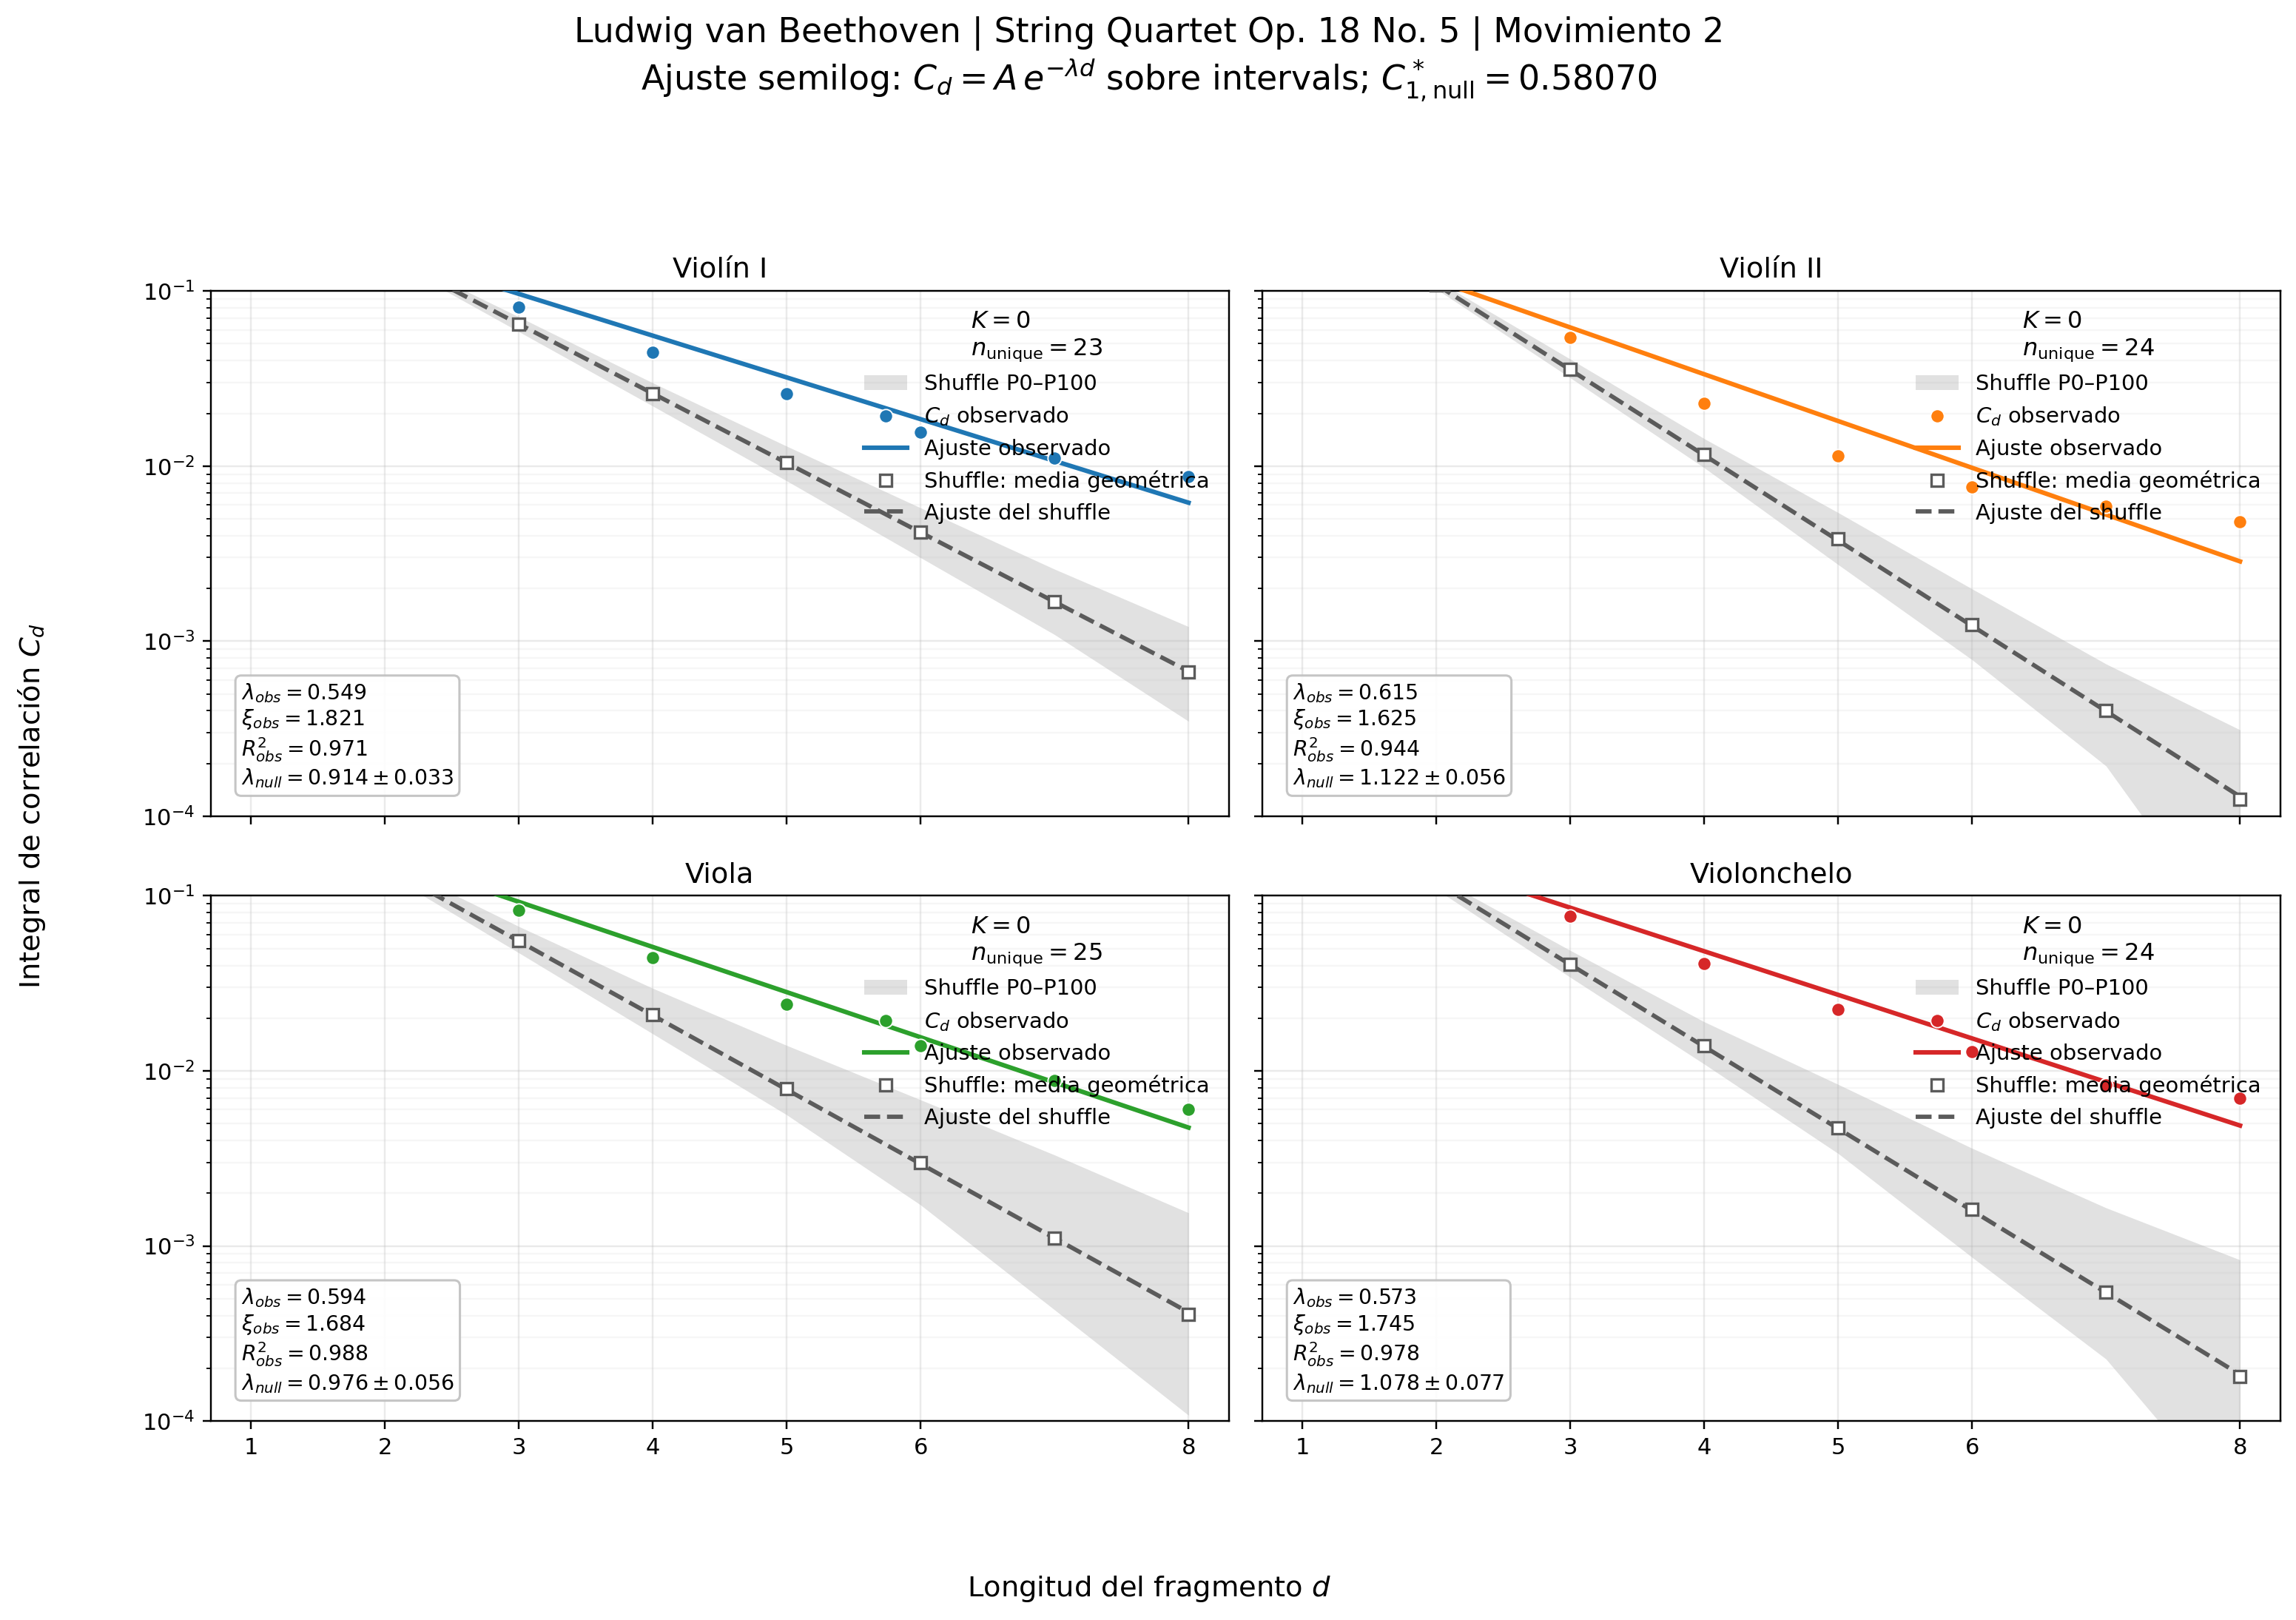 Ludwig van Beethoven | String Quartet Op. 18 No. 5 | Movimiento 2
Ajuste semilog: $C_d = A e^{-\lambda d}$ sobre intervals; $C^*_{1,\mathrm{null}} = 0.58070$
Integral de correlación $C_d$
Violín I
10⁻¹
10⁻²
10⁻³
10⁻⁴
K = 0
n_unique = 23
Shuffle P0–P100
C_d observado
Ajuste observado
Shuffle: media geométrica
Ajuste del shuffle
λ_obs = 0.549
ξ_obs = 1.821
R²_obs = 0.971
λ_null = 0.914 ± 0.033
Violín II
K = 0
n_unique = 24
Shuffle P0–P100
C_d observado
Ajuste observado
Shuffle: media geométrica
Ajuste del shuffle
λ_obs = 0.615
ξ_obs = 1.625
R²_obs = 0.944
λ_null = 1.122 ± 0.056
Viola
10⁻¹
10⁻²
10⁻³
10⁻⁴
K = 0
n_unique = 25
Shuffle P0–P100
C_d observado
Ajuste observado
Shuffle: media geométrica
Ajuste del shuffle
λ_obs = 0.594
ξ_obs = 1.684
R²_obs = 0.988
λ_null = 0.976 ± 0.056
1 2 3 4 5 6 8
Violonchelo
K = 0
n_unique = 24
Shuffle P0–P100
C_d observado
Ajuste observado
Shuffle: media geométrica
Ajuste del shuffle
λ_obs = 0.573
ξ_obs = 1.745
R²_obs = 0.978
λ_null = 1.078 ± 0.077
1 2 3 4 5 6 8
Longitud del fragmento d